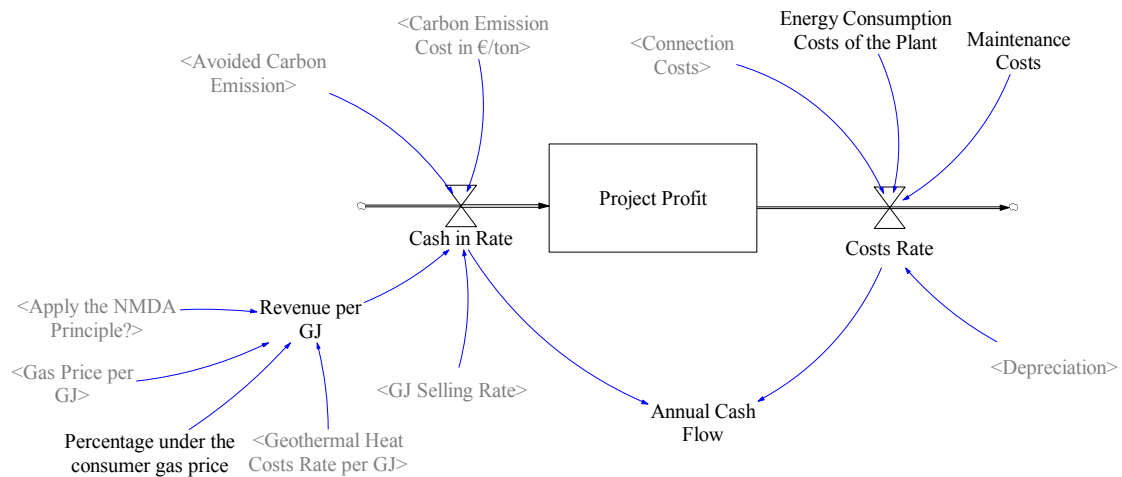 <Carbon Emission
Cost in €/ton>
Energy Consumption
Costs of the Plant
<Connection
Costs>
Maintenance
Costs
<Avoided Carbon
Emission>
Project Profit
Cash in Rate
Costs Rate
<Apply the NMDA
Principle?>
Revenue per
GJ
<Gas Price per
GJ>
<GJ Selling Rate>
<Depreciation>
Annual Cash
Flow
Percentage under the
consumer gas price
<Geothermal Heat
Costs Rate per GJ>